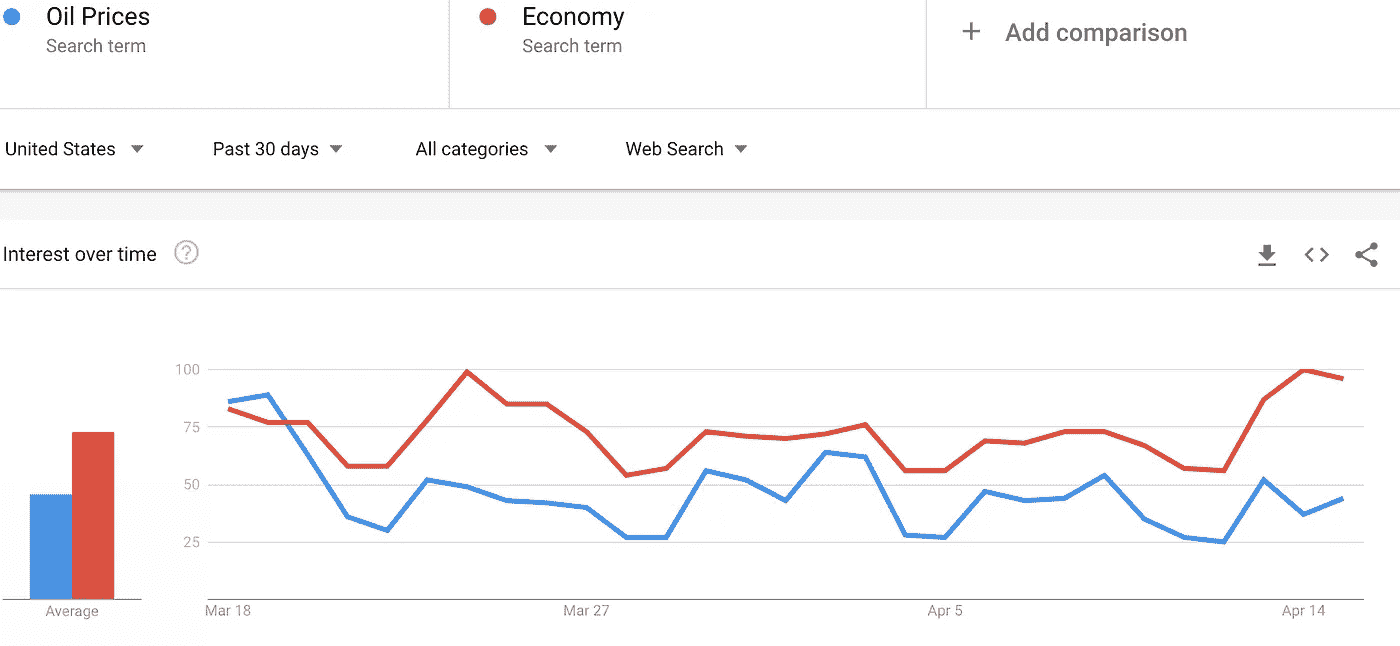 Oil Prices
Search term
Economy
Search term
+ Add comparison
United States
Past 30 days
All categories
Web Search
Interest over time
?
100
75
50
25
Average
Mar 18
Mar 27
Apr 5
Apr 14